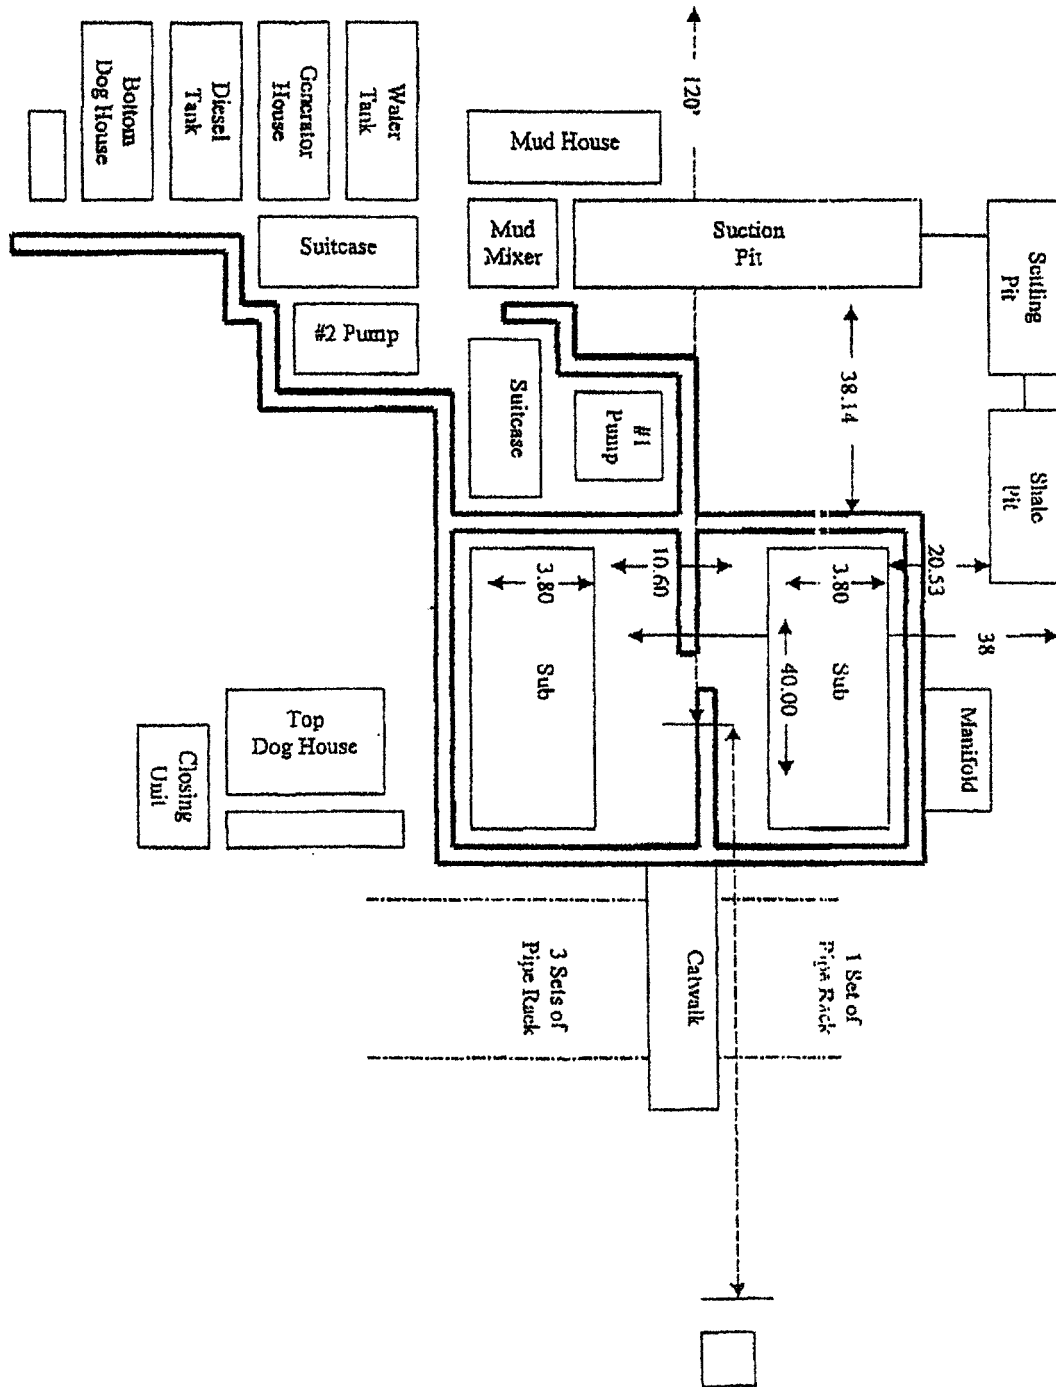 120'
Bottom
Dog House
Diesel
Tank
Generator
House
Water
Tank
Mud House
Suitcase
Mud
Mixer
Suction
Pit
Settling
Pit
#2 Pump
Suitcase
#1
Pump
38.14
Shale
Pit
3.80
10.60
3.80
20.53
38
Sub
40.00
Sub
Manifold
Top
Dog House
Closing
Unit
3 Sets of
Pipe Rack
Catwalk
1 Set of
Pipe Rack